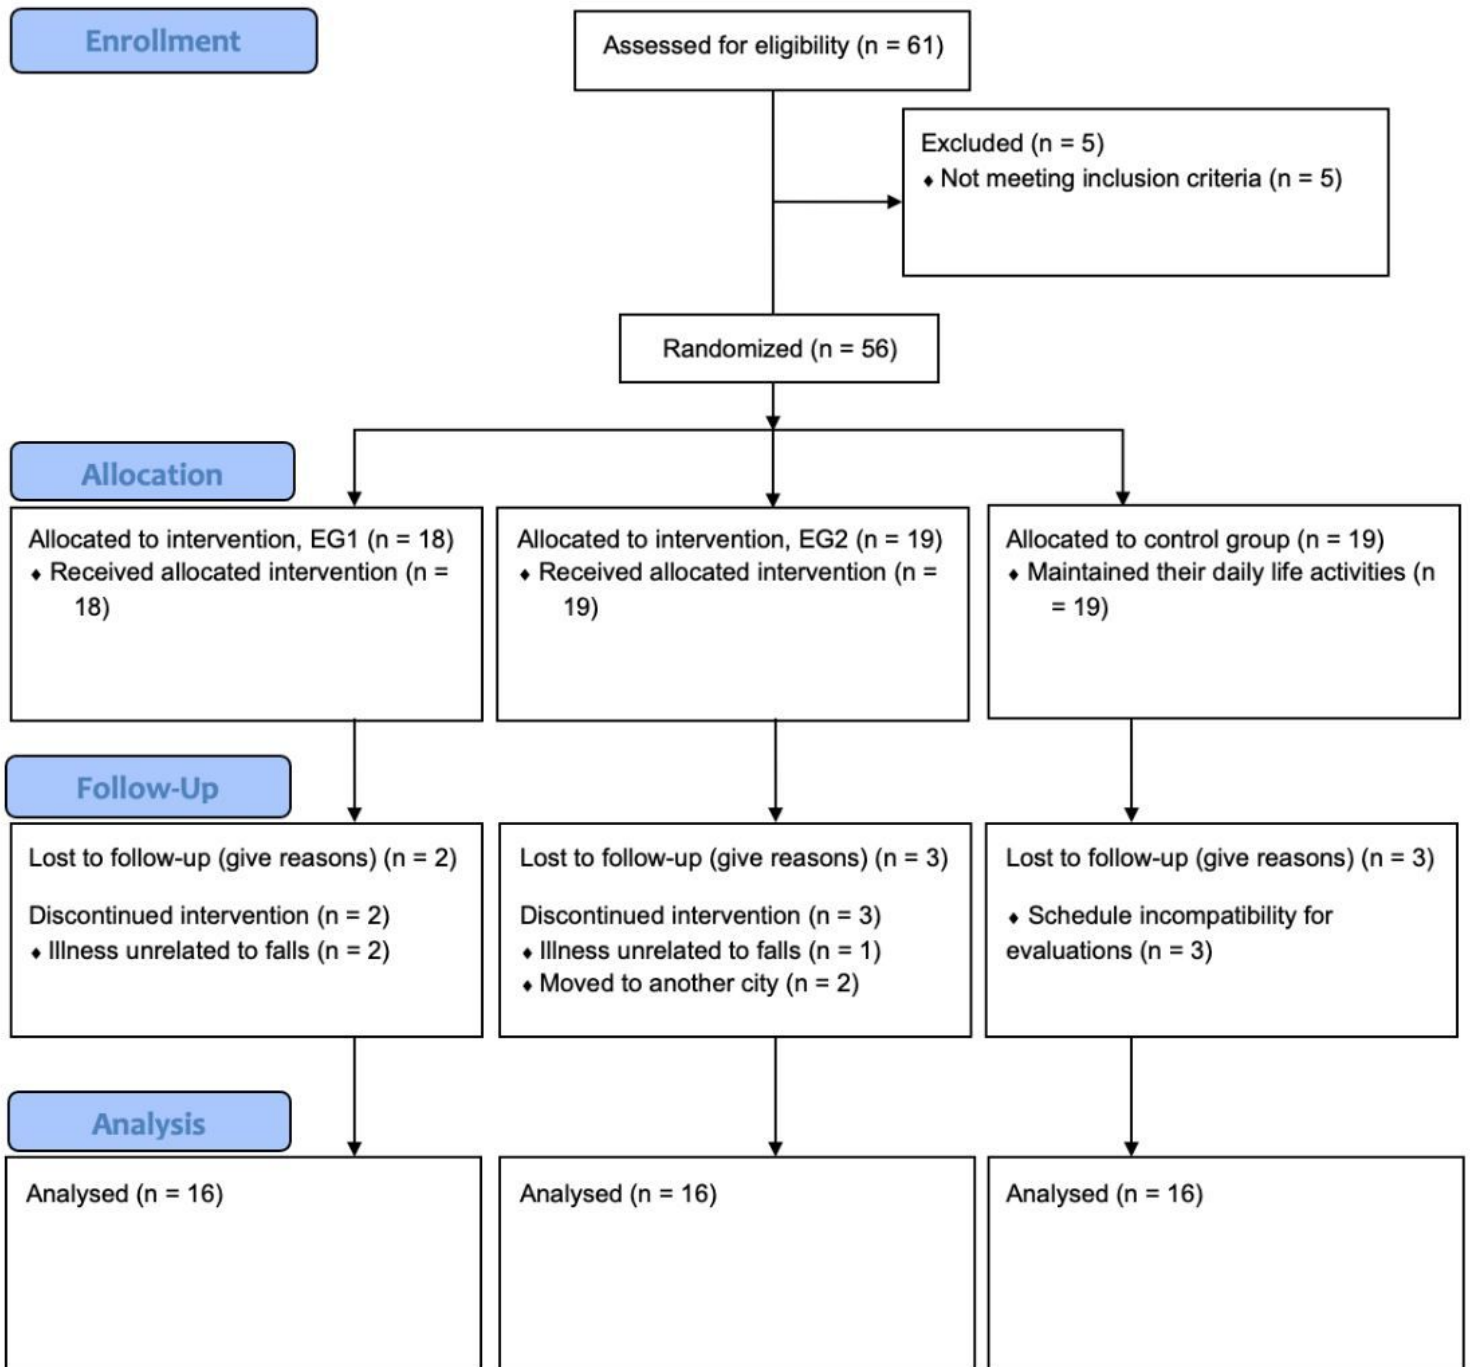 Enrollment
Assessed for eligibility (n = 61)
Excluded (n = 5)
♦ Not meeting inclusion criteria (n = 5)
Randomized (n = 56)
Allocation
Allocated to intervention, EG1 (n = 18)
♦ Received allocated intervention (n =
18)
Allocated to intervention, EG2 (n = 19)
♦ Received allocated intervention (n =
19)
Allocated to control group (n = 19)
♦ Maintained their daily life activities (n
= 19)
Follow-Up
Lost to follow-up (give reasons) (n = 2)
Discontinued intervention (n = 2)
♦ Illness unrelated to falls (n = 2)
Lost to follow-up (give reasons) (n = 3)
Discontinued intervention (n = 3)
♦ Illness unrelated to falls (n = 1)
♦ Moved to another city (n = 2)
Lost to follow-up (give reasons) (n = 3)
♦ Schedule incompatibility for
evaluations (n = 3)
Analysis
Analysed (n = 16)
Analysed (n = 16)
Analysed (n = 16)